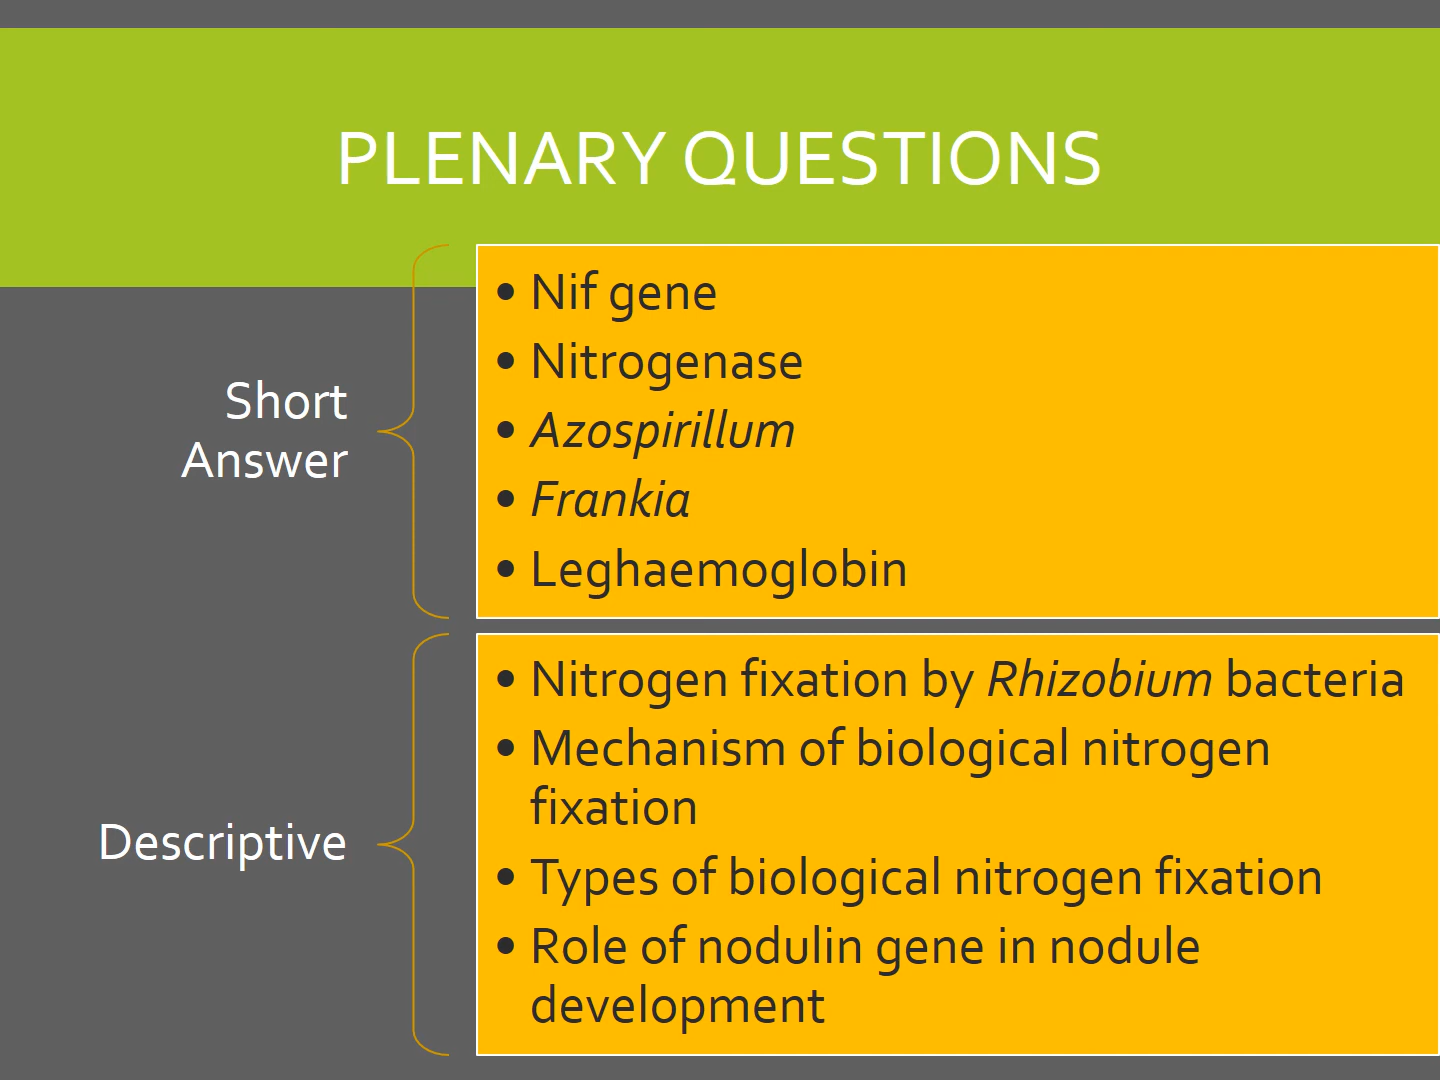 PLENARY QUESTIONS
Short
Answer
• Nif gene
• Nitrogenase
• Azospirillum
• Frankia
• Leghaemoglobin
Descriptive
• Nitrogen fixation by Rhizobium bacteria
• Mechanism of biological nitrogen
fixation
• Types of biological nitrogen fixation
• Role of nodulin gene in nodule
development